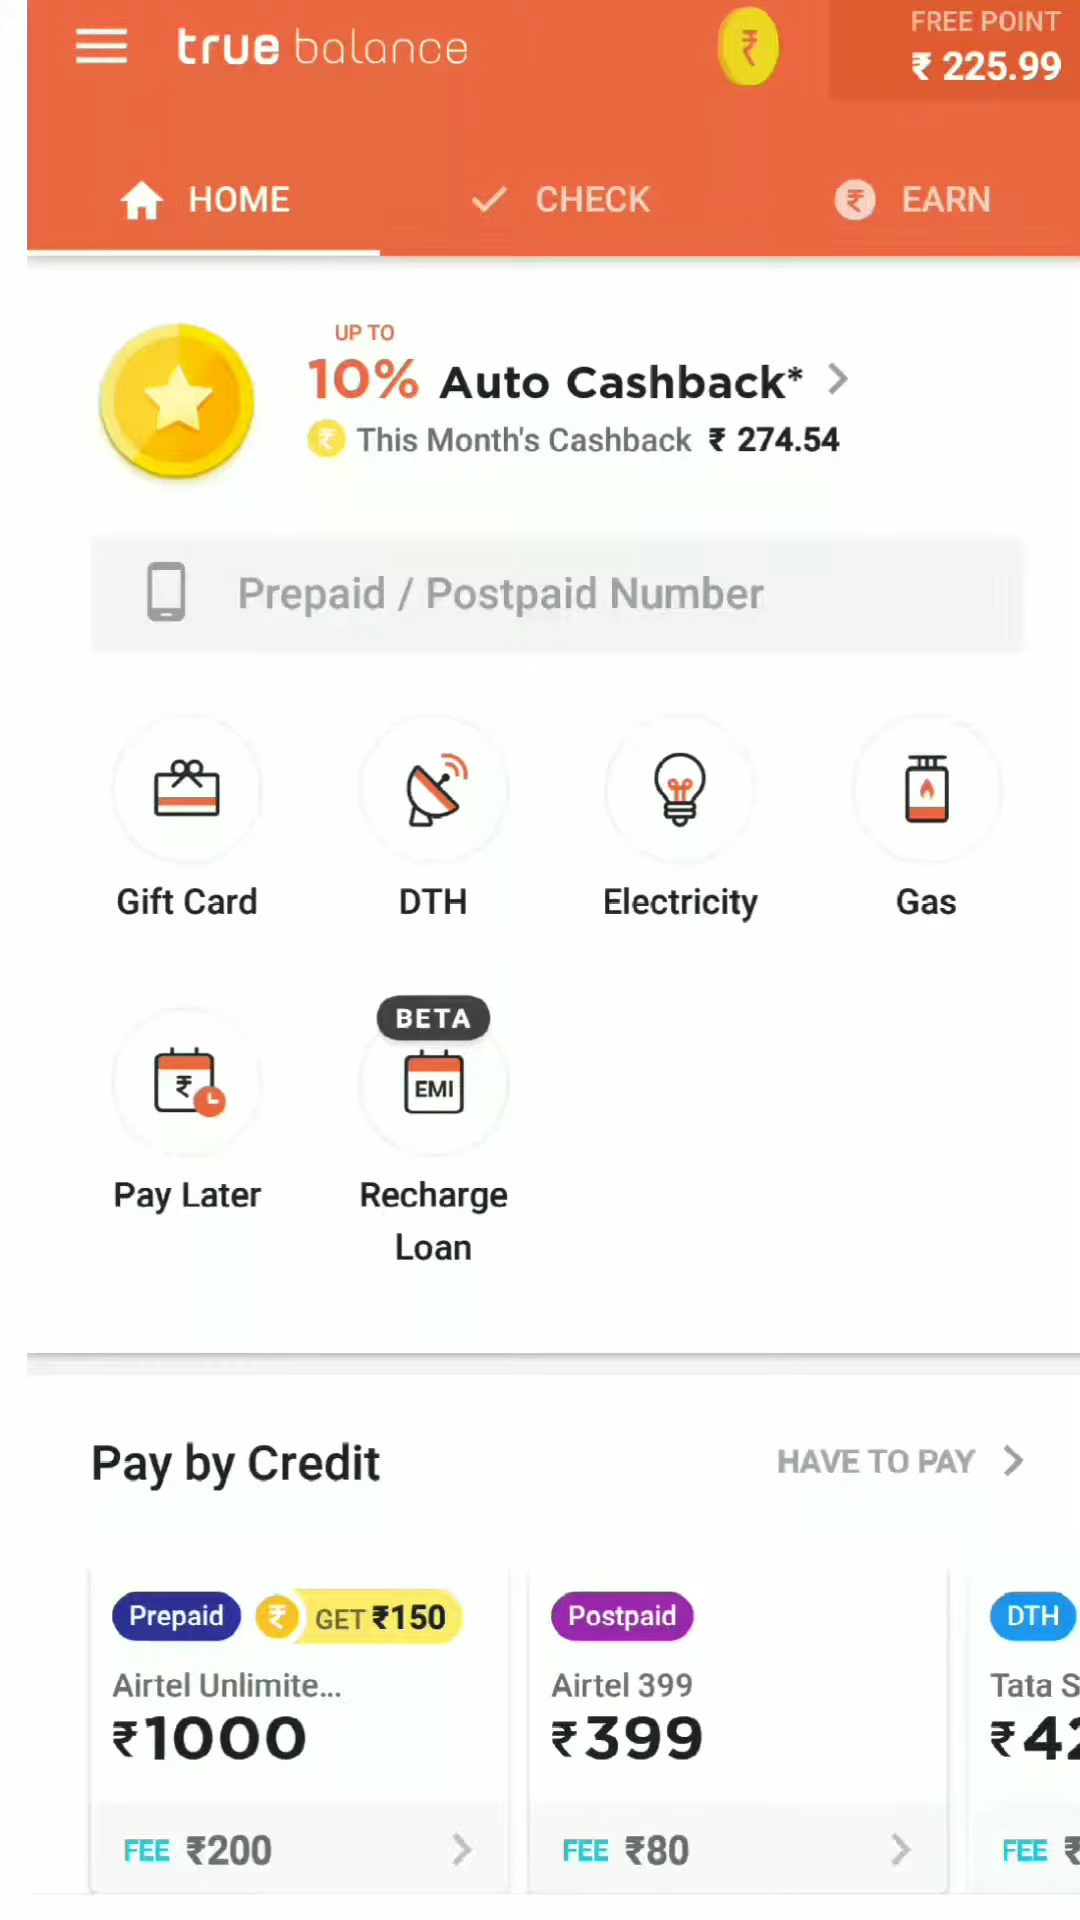 true balance
FREE POINT
₹ 225.99
HOME
CHECK
EARN
UP TO
10% Auto Cashback*
This Month's Cashback ₹ 274.54
Prepaid / Postpaid Number
Gift Card
DTH
Electricity
Gas
BETA
EMI
Pay Later
Recharge
Loan
Pay by Credit
HAVE TO PAY
Prepaid
GET ₹150
Airtel Unlimite...
₹1000
FEE ₹200
Postpaid
Airtel 399
₹399
FEE ₹80
DTH
Tata S
₹42
FEE ₹